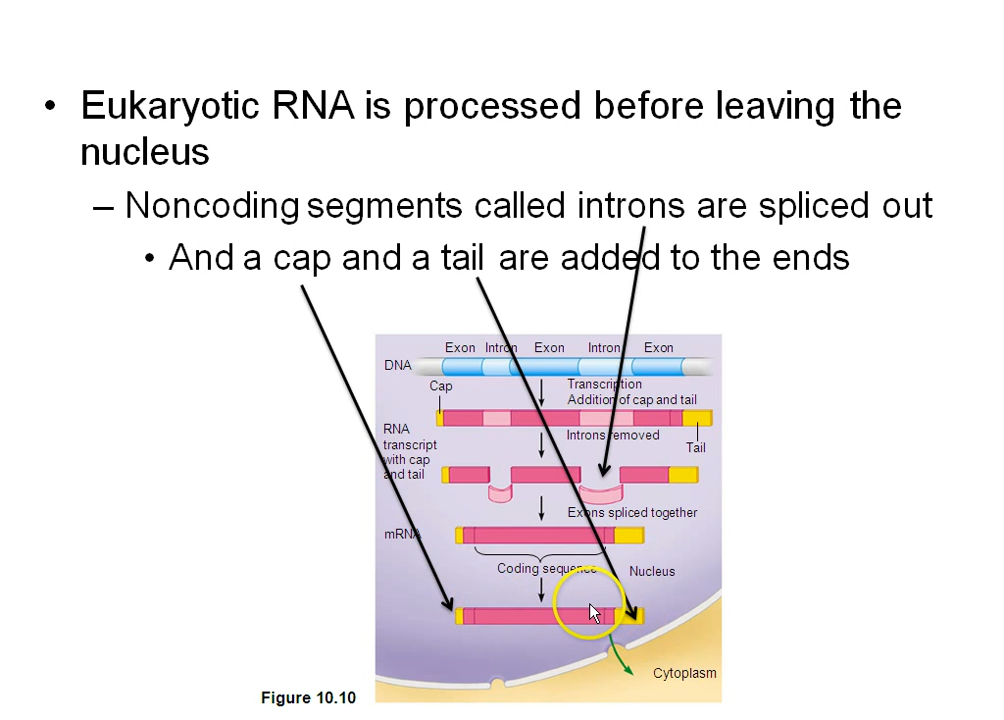 • Eukaryotic RNA is processed before leaving the
nucleus
– Noncoding segments called introns are spliced out
• And a cap and a tail are added to the ends
Exon Intron Exon Intron Exon
DNA
Cap
Transcription
Addition of cap and tail
RNA
transcript
with cap
and tail
Introns removed
Tail
Exons spliced together
mRNA
Coding sequence
Nucleus
Cytoplasm
Figure 10.10